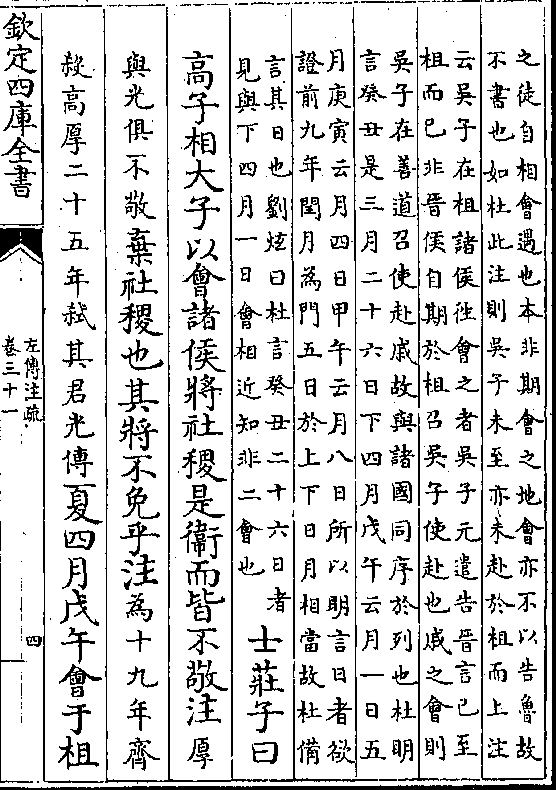 之徒自相會遇也本非期會之地會亦不以告魯故
不書也如杜此注則吳子未至亦未赴於柤而上注
云吳子在柤諸侯往會之者吳子元遣告晉言已至
柤而已非晉侯自期於柤召吳子使赴也戚之會則
吳子在善道召使赴戚故與諸國同序於列也杜明
言癸丑是三月二十六日下四月戊午云月一日五
月庚寅云月四日甲午云月八日所以明言日者欲
證前九年閏月為門五日於上下日月相當故杜備
言其日也劉炫曰杜言癸丑二十六日者
見與下四月一日會相近知非二會也
士莊子曰
高子相大子以會諸侯將社稷是衞而皆不敬注厚
與光俱不敬棄社稷也其將不免乎注為十九年齊
殺高厚二十五年弒其君光傳夏四月戊午會于柤
欽定四庫全書
左傳注疏
卷三十一
四